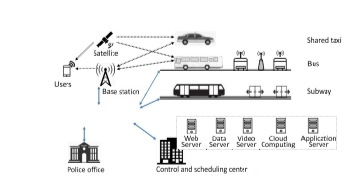 Shared taxi
Satellite
Bus
Users
Base station
Subway
Web Server
Data Server
Video Server
Cloud Computing
Application Server
Police office
Control and scheduling center